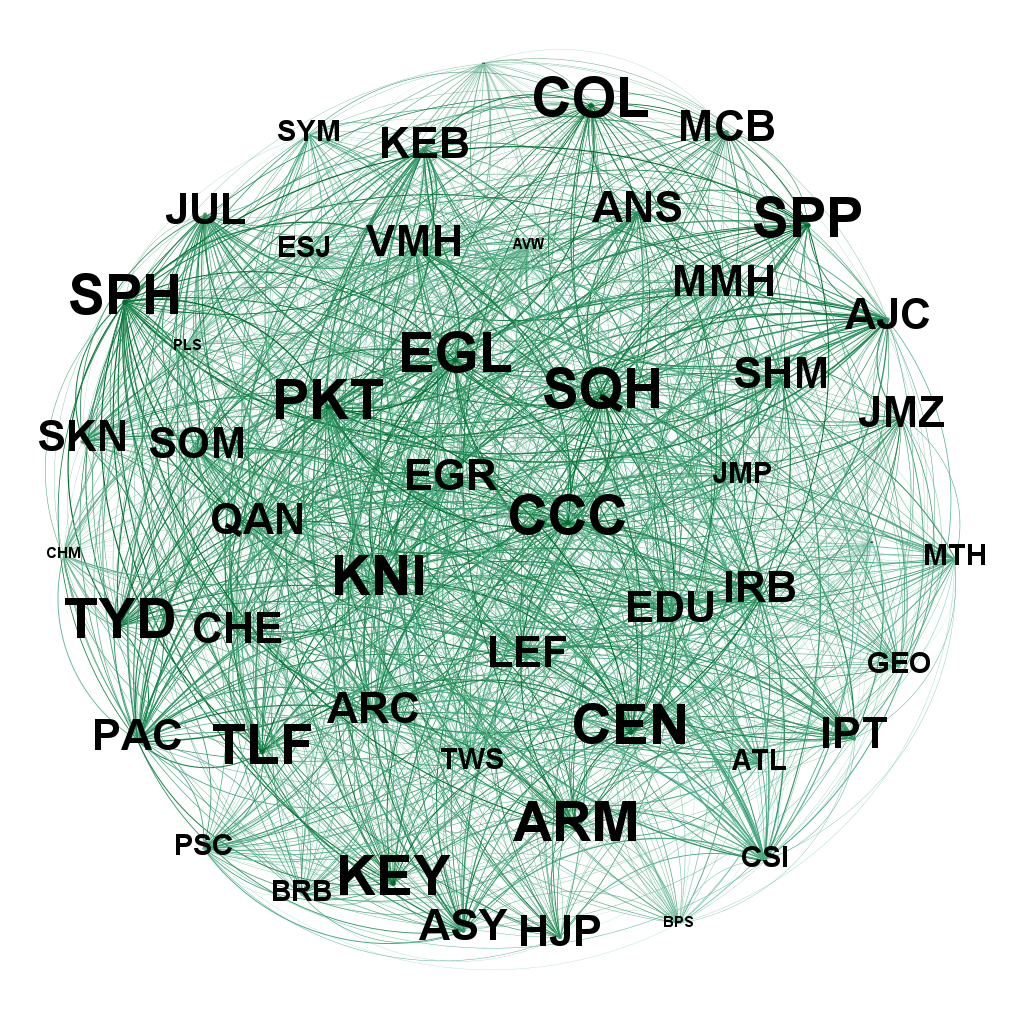 COL
MCB
SYM
KEB
JUL
ANS
SPP
ESJ
VMH
AVW
MMH
SPH
AJC
PLS
EGL
SHM
PKT
SQH
JMZ
SKN
SOM
EGR
JMP
QAN
CCC
CHM
MTH
KNI
IRB
TYD
CHE
EDU
LEF
GEO
ARC
PAC
TLF
CEN
IPT
TWS
ATL
ARM
PSC
CSI
KEY
BRB
ASY
HJP
BPS